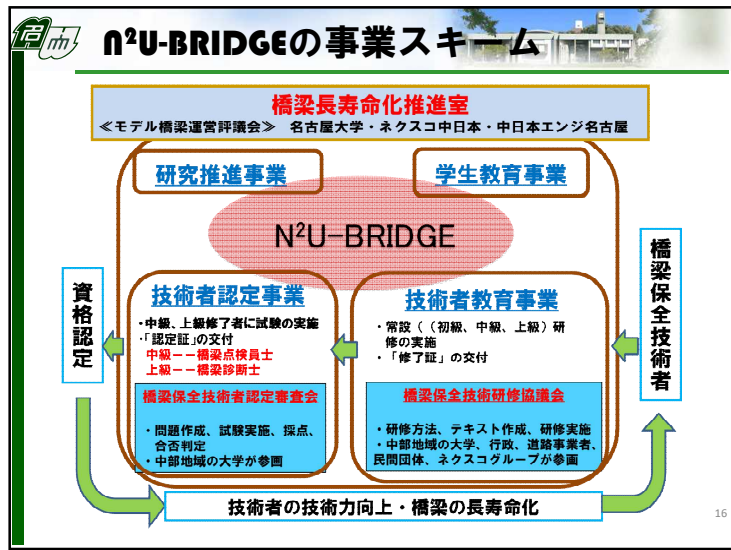 N²U-BRIDGEの事業スキーム
橋梁長寿命化推進室
≪モデル橋梁運営評議会≫　名古屋大学・ネクスコ中日本・中日本エンジ名古屋
研究推進事業
学生教育事業
N²U-BRIDGE
資格認定
技術者認定事業
・中級、上級修了者に試験の実施
・「認定証」の交付
中級ーー橋梁点検員士
上級ーー橋梁診断士
橋梁保全技術者認定審査会
・問題作成、試験実施、採点、
合否判定
・中部地域の大学が参画
技術者教育事業
・常設（（初級、中級、上級）研
修の実施
・「修了証」の交付
橋梁保全技術研修協議会
・研修方法、テキスト作成、研修実施
・中部地域の大学、行政、道路事業者、
民間団体、ネクスコグループが参画
橋梁保全技術者
技術者の技術力向上・橋梁の長寿命化
16